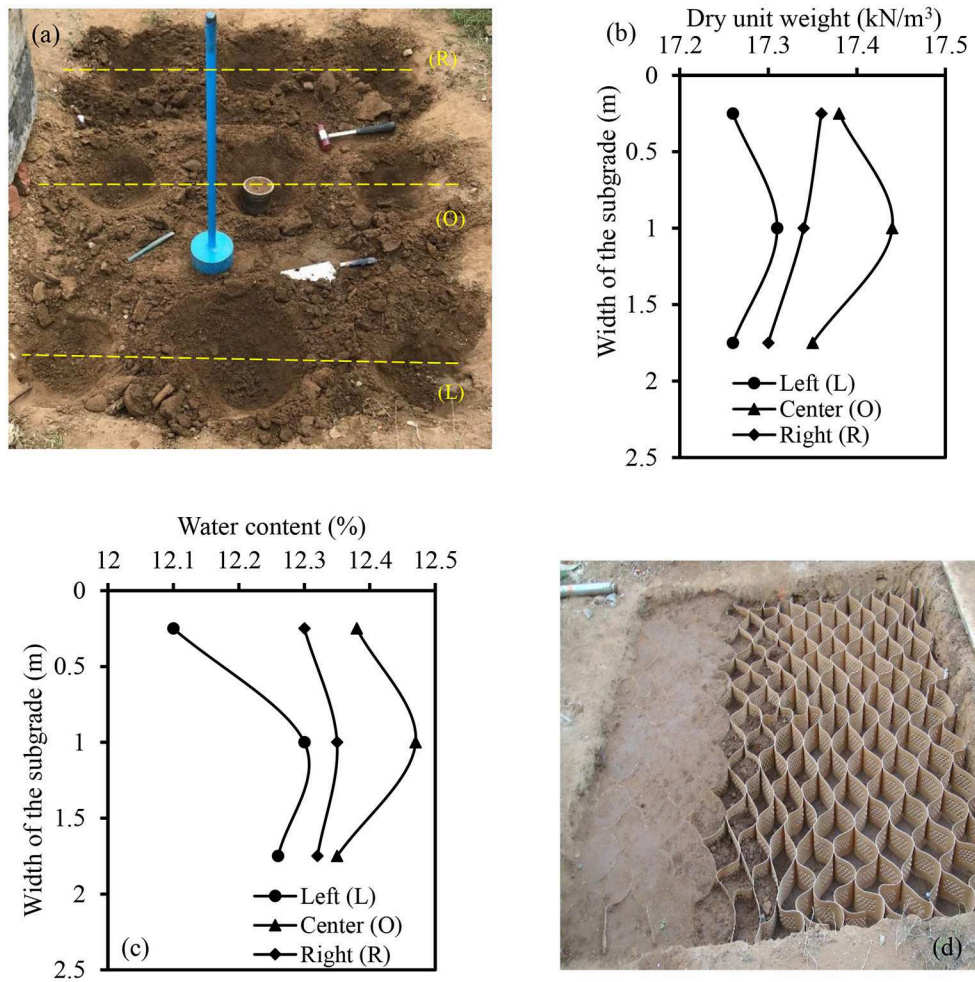 (a)
(R)
(O)
(L)
(b)
Dry unit weight (kN/m³)
17.2 17.3 17.4 17.5
0
0.5
1
1.5
2
2.5
Width of the subgrade (m)
Left (L)
Center (O)
Right (R)
Water content (%)
12 12.1 12.2 12.3 12.4 12.5
0
0.5
1
1.5
2
2.5
Width of the subgrade (m)
Left (L)
Center (O)
Right (R)
(c)
(d)